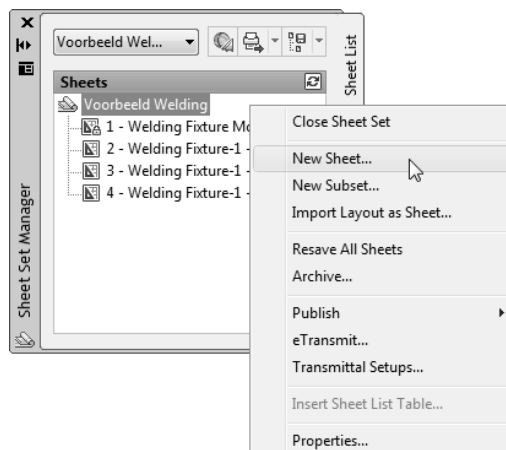 Voorbeeld Wel...
Sheet List
Sheets
Voorbeeld Welding
1 - Welding Fixture Mo
2 - Welding Fixture-1 -
3 - Welding Fixture-1 -
4 - Welding Fixture-1 -
Sheet Set Manager
Close Sheet Set
New Sheet...
New Subset...
Import Layout as Sheet...
Resave All Sheets
Archive...
Publish
eTransmit...
Transmittal Setups...
Insert Sheet List Table...
Properties...